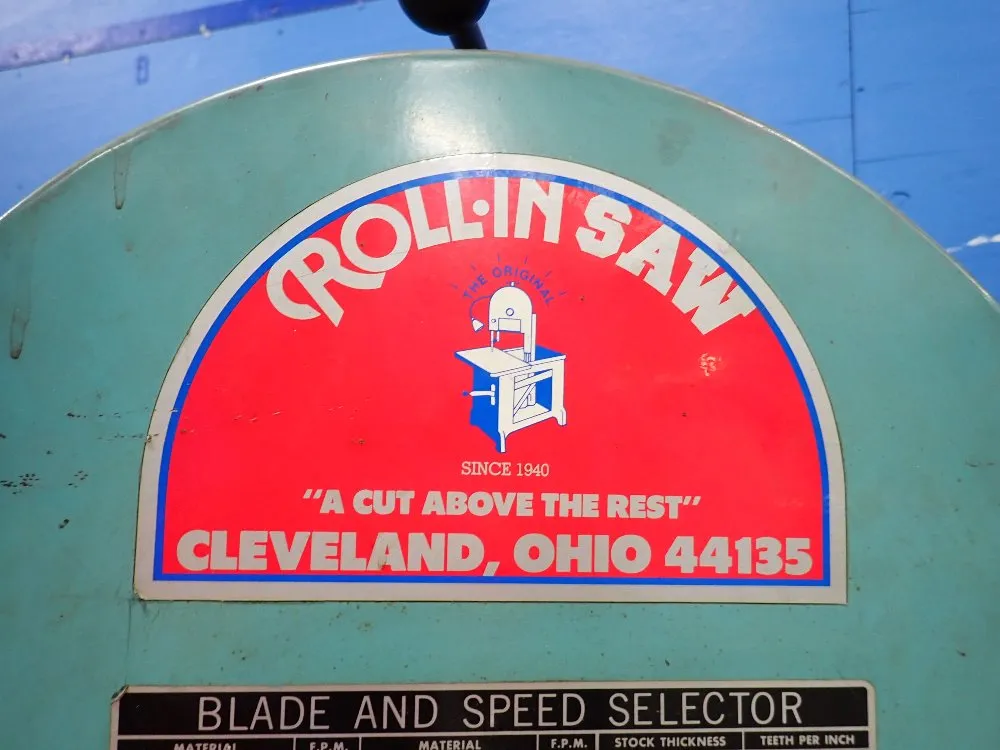 ROLL·IN SAW
THE ORIGINAL
SINCE 1940
"A CUT ABOVE THE REST"
CLEVELAND, OHIO 44135
BLADE AND SPEED SELECTOR
MATERIAL F.P.M. MATERIAL F.P.M. STOCK THICKNESS TEETH PER INCH